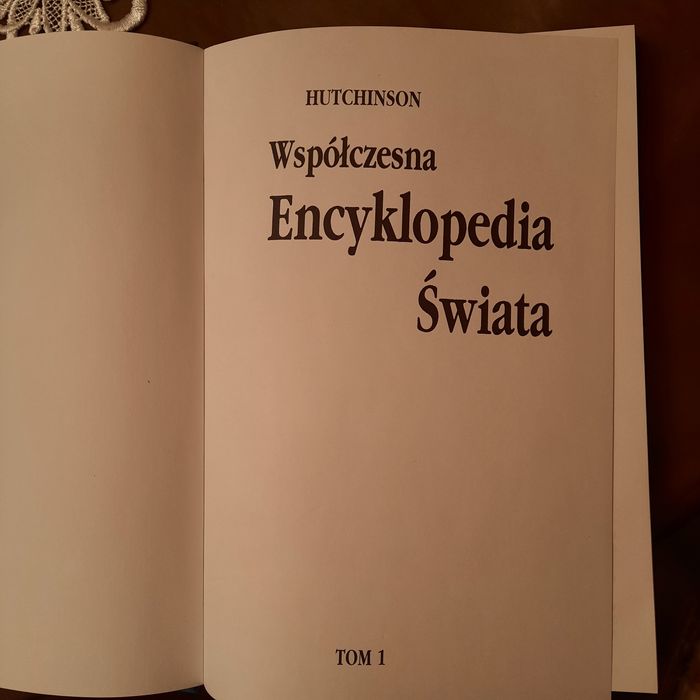 HUTCHINSON
Współczesna
Encyklopedia
Świata
TOM 1